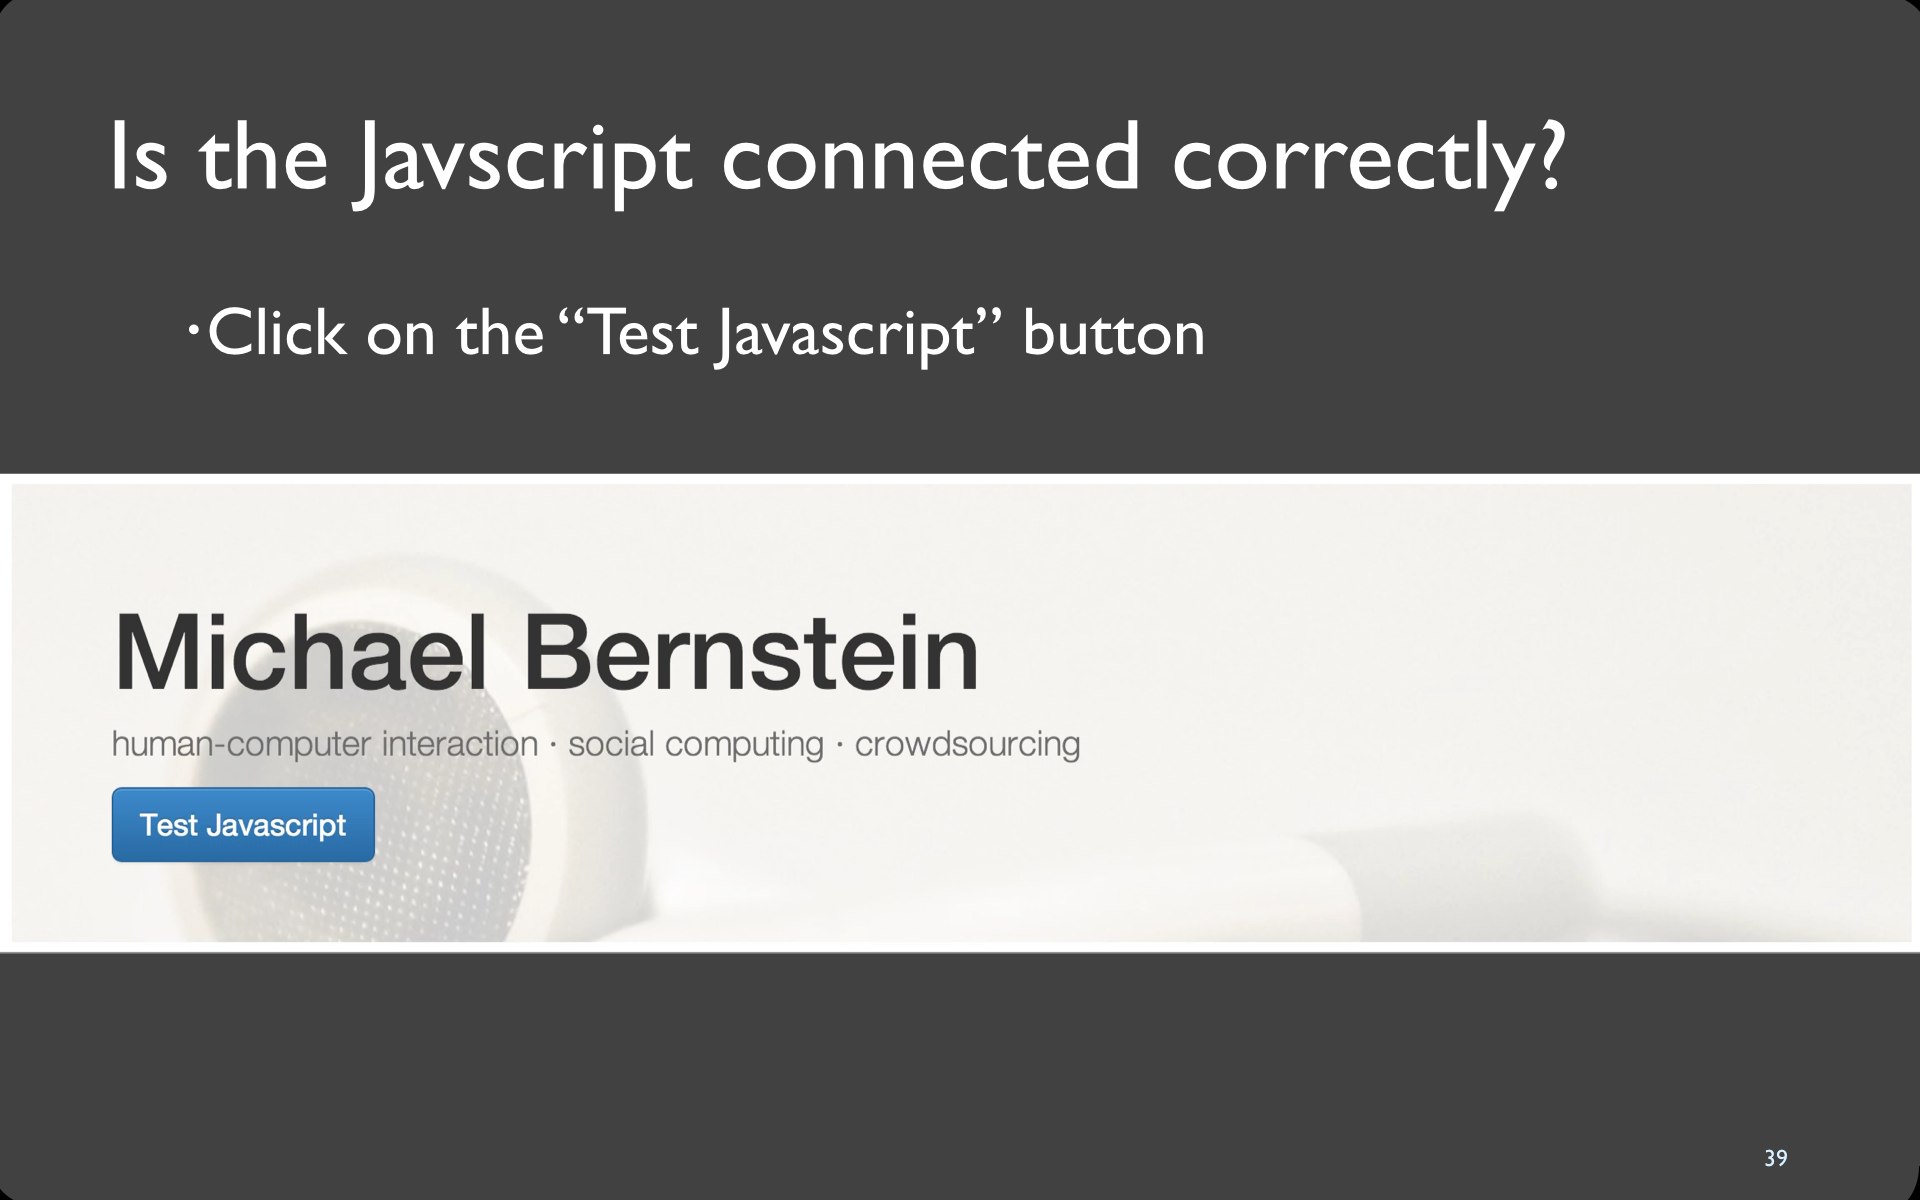 Is the Javscript connected correctly?
•Click on the “Test Javascript” button
Michael Bernstein
human-computer interaction · social computing · crowdsourcing
Test Javascript
39